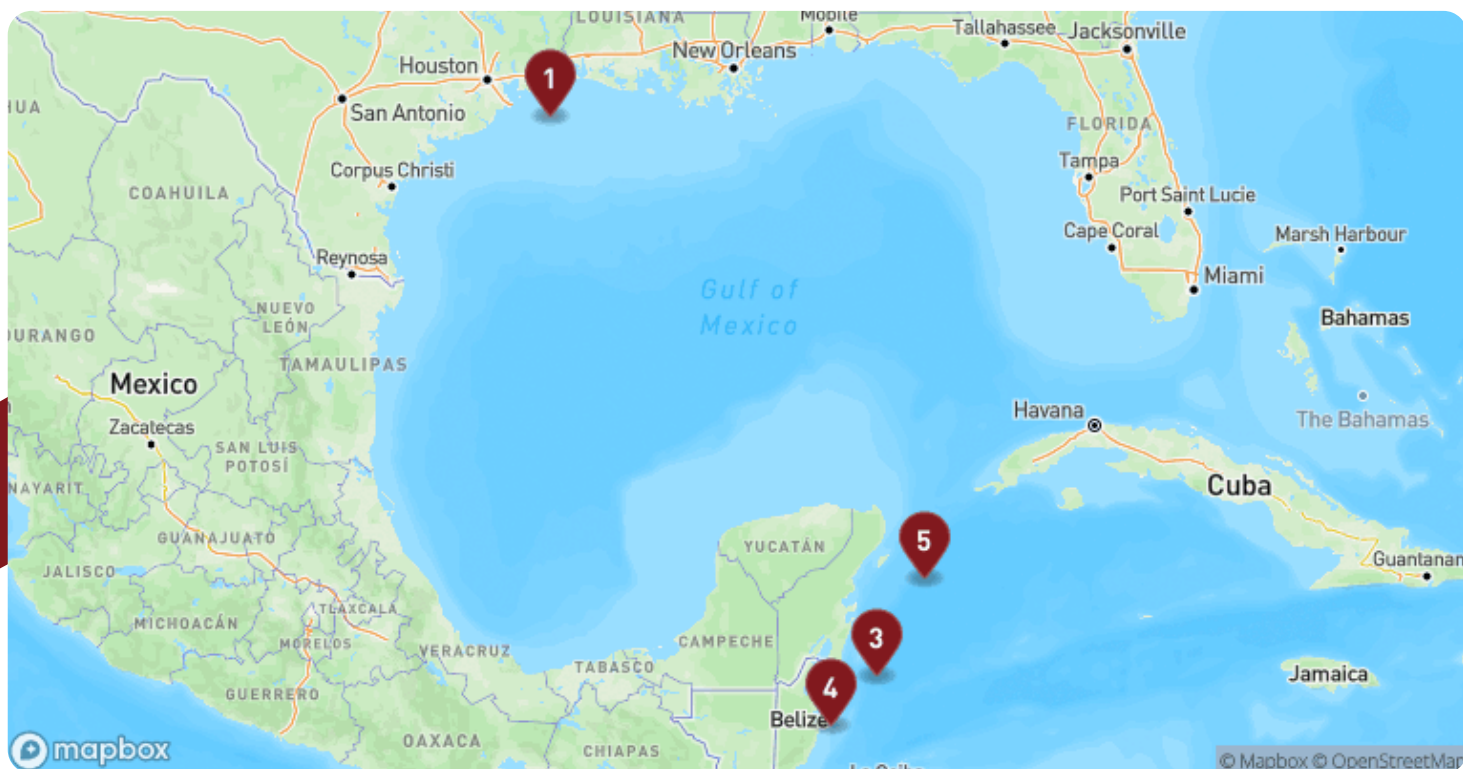 LOUISIANA
Mobile
Tallahassee
Jacksonville
New Orleans
Houston
1
San Antonio
FLORIDA
Corpus Christi
Tampa
COAHUILA
Port Saint Lucie
Cape Coral
Marsh Harbour
Reynosa
Miami
Gulf of
Mexico
NUEVO
LEÓN
Bahamas
DURANGO
TAMAULIPAS
Mexico
Havana
The Bahamas
Zacatecas
SAN LUIS
POTOSÍ
NAYARIT
Cuba
GUANAJUATO
YUCATÁN
5
Guantanan
JALISCO
TLAXCALA
MICHOACÁN
MORELOS
VERACRUZ
CAMPECHE
3
TABASCO
Jamaica
GUERRERO
4
Belize
OAXACA
CHIAPAS
mapbox
© Mapbox © OpenStreetMap